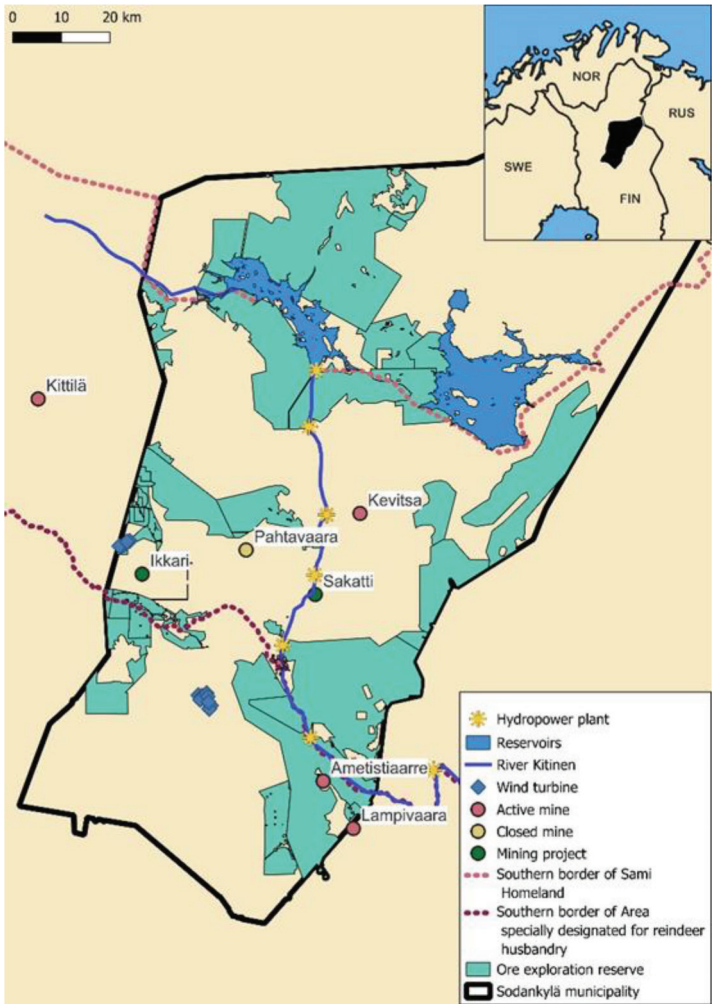 0 10 20 km
NOR
RUS
SWE
FIN
Kittilä
Kevitsa
Pahtavaara
Ikkari
Sakatti
Ametistiaarre
Lampivaara
Hydropower plant
Reservoirs
River Kitinen
Wind turbine
Active mine
Closed mine
Mining project
Southern border of Sami
Homeland
Southern border of Area
specially designated for reindeer
husbandry
Ore exploration reserve
Sodankylä municipality